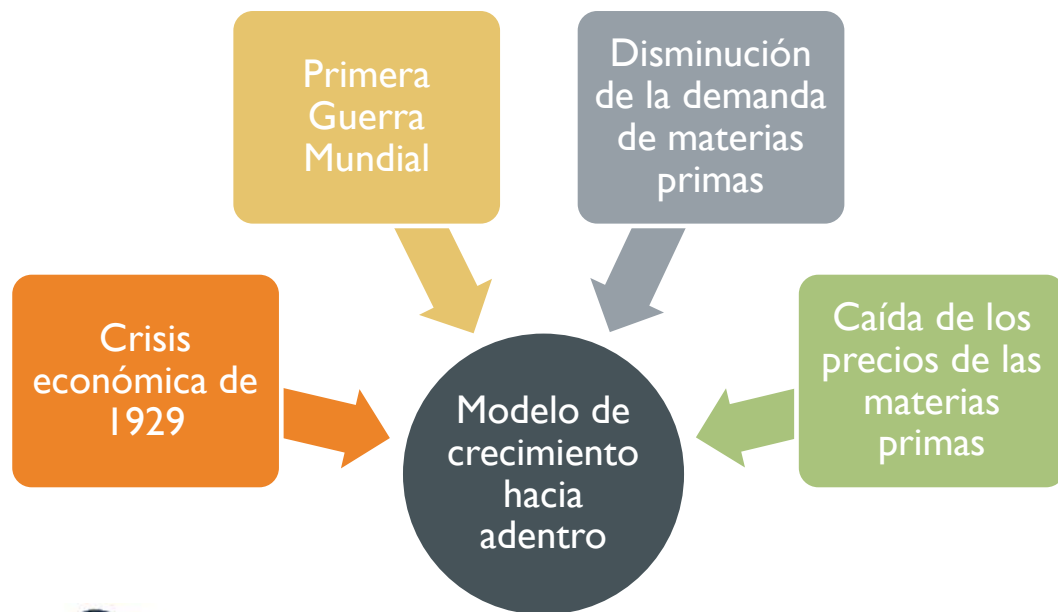 Crisis
económica de
1929
Primera
Guerra
Mundial
Disminución
de la demanda
de materias
primas
Caída de los
precios de las
materias
primas
Modelo de
crecimiento
hacia
adentro